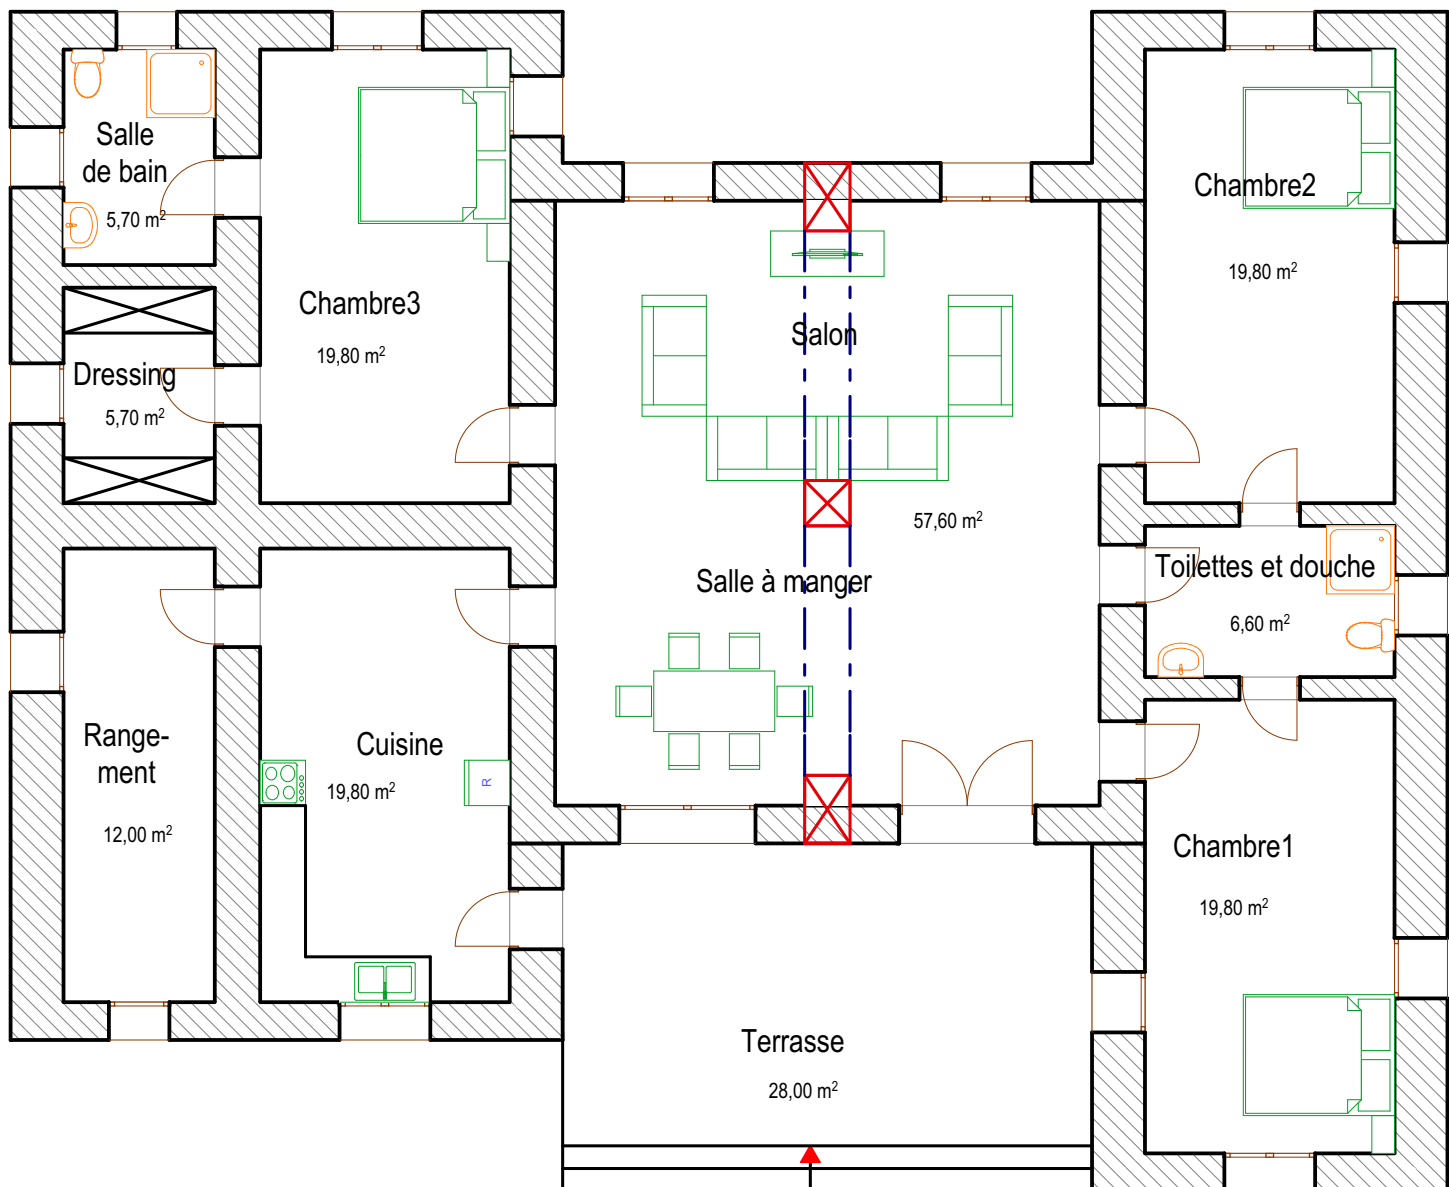 Salle
de bain
5,70 m²
Dressing
5,70 m²
Chambre3
19,80 m²
Salon
57,60 m²
Salle à manger
Chambre2
19,80 m²
Toilettes et douche
6,60 m²
Range-
ment
12,00 m²
Cuisine
19,80 m²
R
Chambre1
19,80 m²
Terrasse
28,00 m²